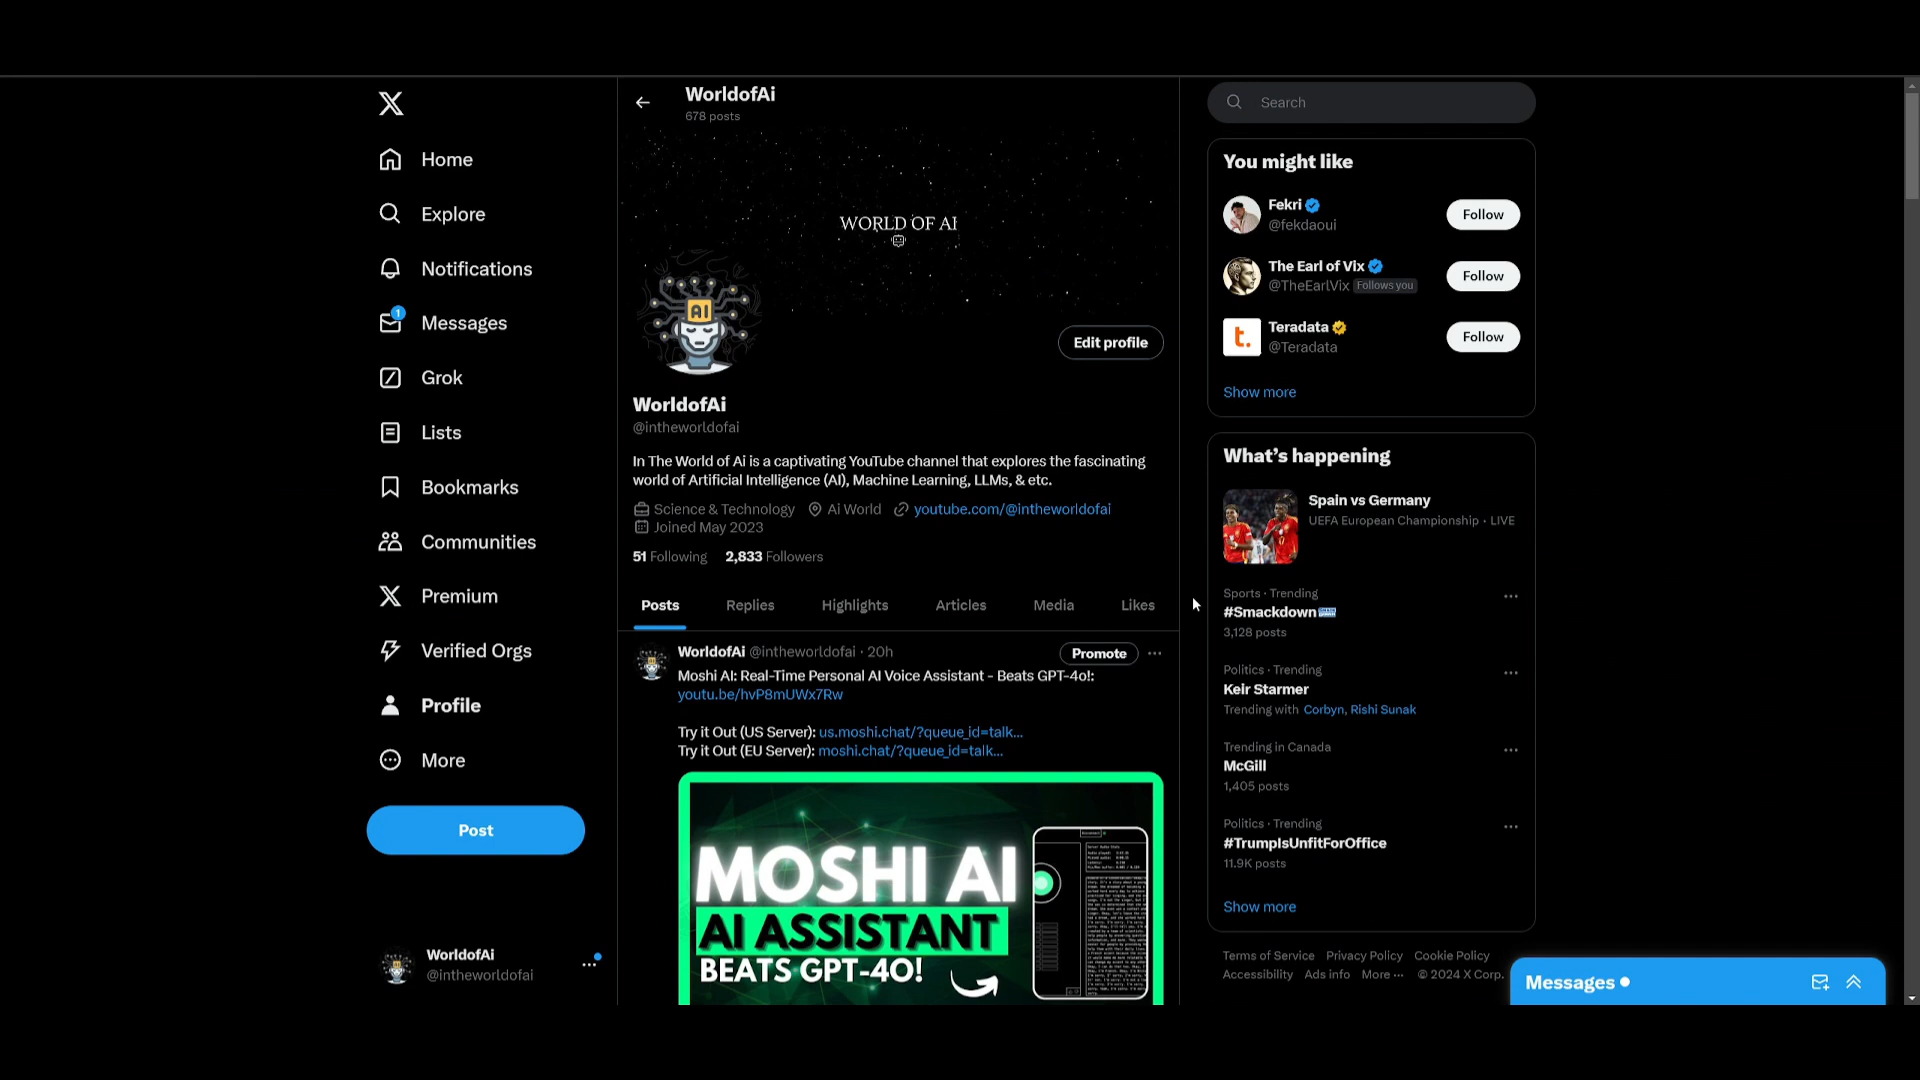 Home
Explore
Notifications
1
Messages
Grok
Lists
Bookmarks
Communities
Premium
Verified Orgs
Profile
More
Post
WorldofAi
@intheworldofai
WorldofAi
678 posts
WORLD OF AI
AI
Edit profile
WorldofAi
@intheworldofai
In The World of Ai is a captivating YouTube channel that explores the fascinating
world of Artificial Intelligence (AI), Machine Learning, LLMs, & etc.
Science & Technology Ai World youtube.com/@intheworldofai
Joined May 2023
51 Following 2,833 Followers
Posts Replies Highlights Articles Media Likes
WorldofAi @intheworldofai · 20h Promote
Moshi AI: Real-Time Personal AI Voice Assistant - Beats GPT-4o!:
youtu.be/hvP8mUWx7Rw
Try it Out (US Server): us.moshi.chat/?queue_id=talk...
Try it Out (EU Server): moshi.chat/?queue_id=talk...
MOSHI AI
AI ASSISTANT
BEATS GPT-4O!
Search
You might like
Fekri
@fekdaoui
Follow
The Earl of Vix
@TheEarlVix Follows you
Follow
t.
Teradata
@Teradata
Follow
Show more
What's happening
Spain vs Germany
UEFA European Championship · LIVE
Sports · Trending
#Smackdown
3,128 posts
Politics · Trending
Keir Starmer
Trending with Corbyn, Rishi Sunak
Trending in Canada
McGill
1,405 posts
Politics · Trending
#TrumpIsUnfitForOffice
11.9K posts
Show more
Terms of Service Privacy Policy Cookie Policy
Accessibility Ads info More ··· © 2024 X Corp.
Messages